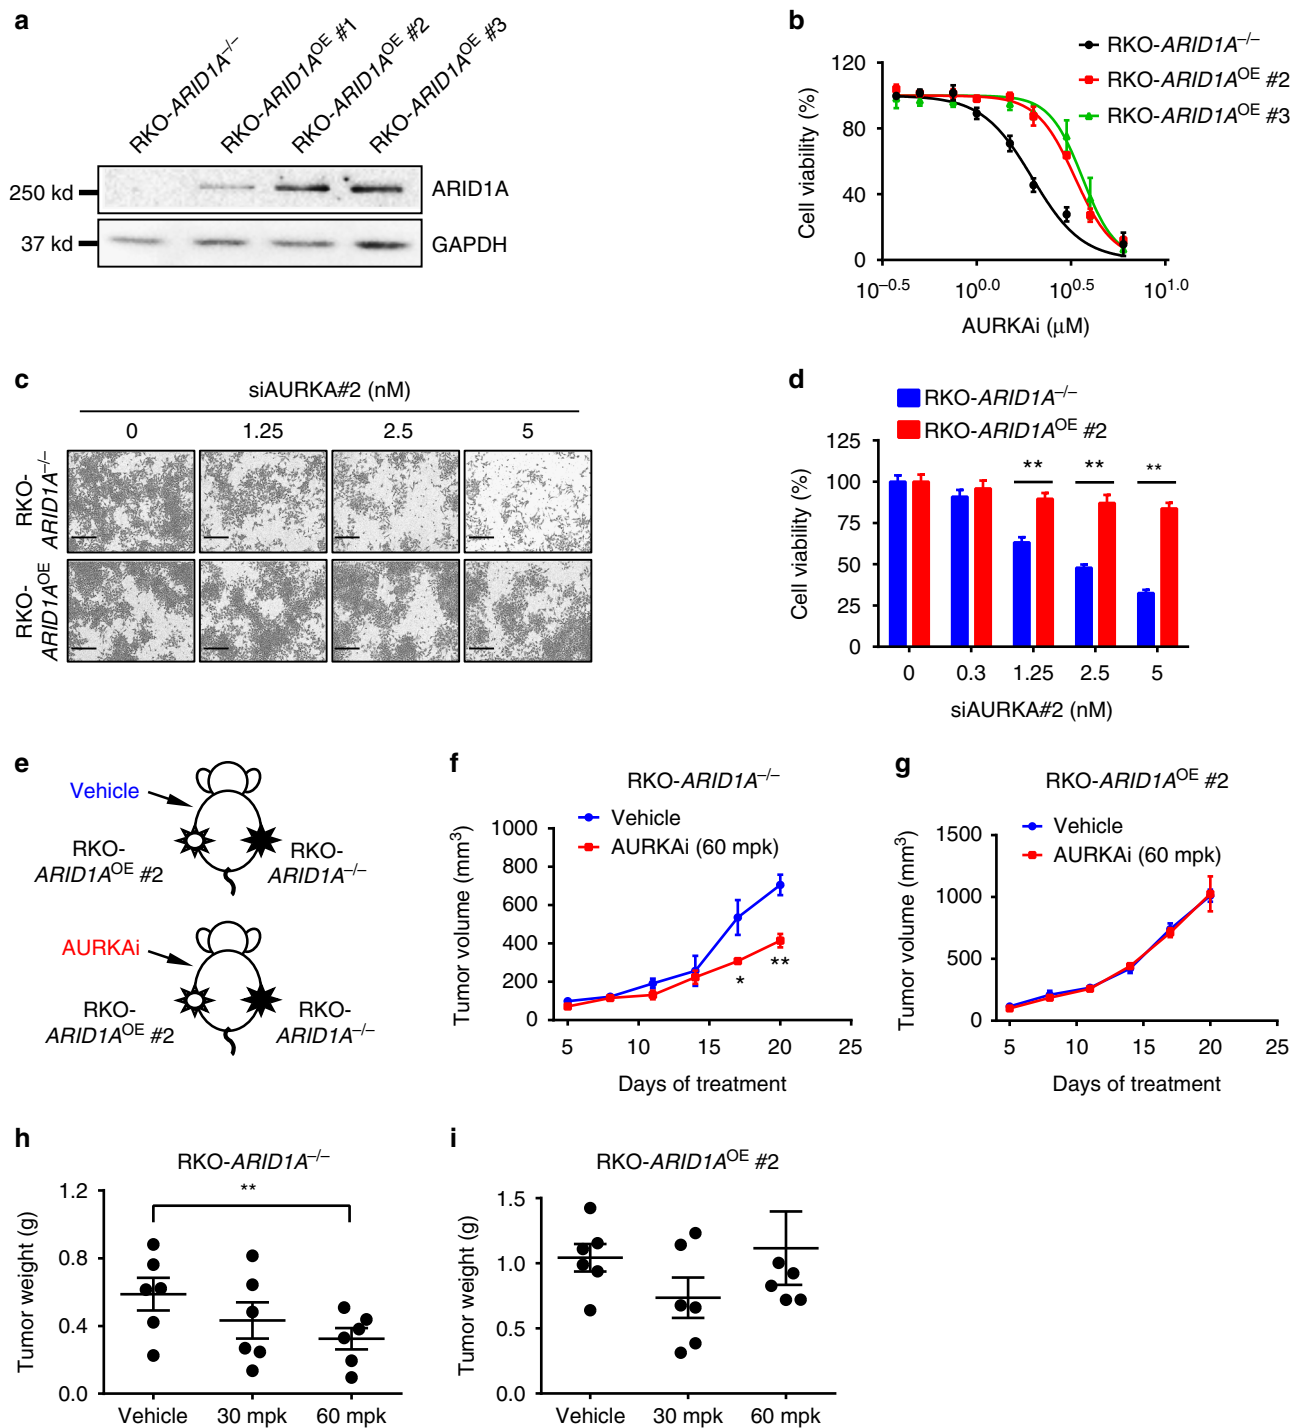 a
RKO-ARID1A–/–
RKO-ARID1AOE #1
RKO-ARID1AOE #2
RKO-ARID1AOE #3
250 kd
ARID1A
37 kd
GAPDH
b
RKO-ARID1A–/–
RKO-ARID1AOE #2
RKO-ARID1AOE #3
Cell viability (%)
120
80
40
0
10–0.5
100.0
100.5
101.0
AURKAi (μM)
c
siAURKA#2 (nM)
0
1.25
2.5
5
RKO-
ARID1A–/–
RKO-
ARID1AOE
d
RKO-ARID1A–/–
RKO-ARID1AOE #2
Cell viability (%)
125
100
75
50
25
0
**
**
**
0
0.3
1.25
2.5
5
siAURKA#2 (nM)
e
Vehicle
RKO-
ARID1AOE #2
RKO-
ARID1A–/–
AURKAi
RKO-
ARID1AOE #2
RKO-
ARID1A–/–
f
RKO-ARID1A–/–
Vehicle
AURKAi (60 mpk)
Tumor volume (mm3)
1000
800
600
400
200
0
*
**
5
10
15
20
25
Days of treatment
g
RKO-ARID1AOE #2
Vehicle
AURKAi (60 mpk)
Tumor volume (mm3)
1500
1000
500
0
5
10
15
20
25
Days of treatment
h
RKO-ARID1A–/–
**
Tumor weight (g)
1.2
0.8
0.4
0.0
Vehicle
30 mpk
60 mpk
i
RKO-ARID1AOE #2
Tumor weight (g)
1.5
1.0
0.5
0.0
Vehicle
30 mpk
60 mpk